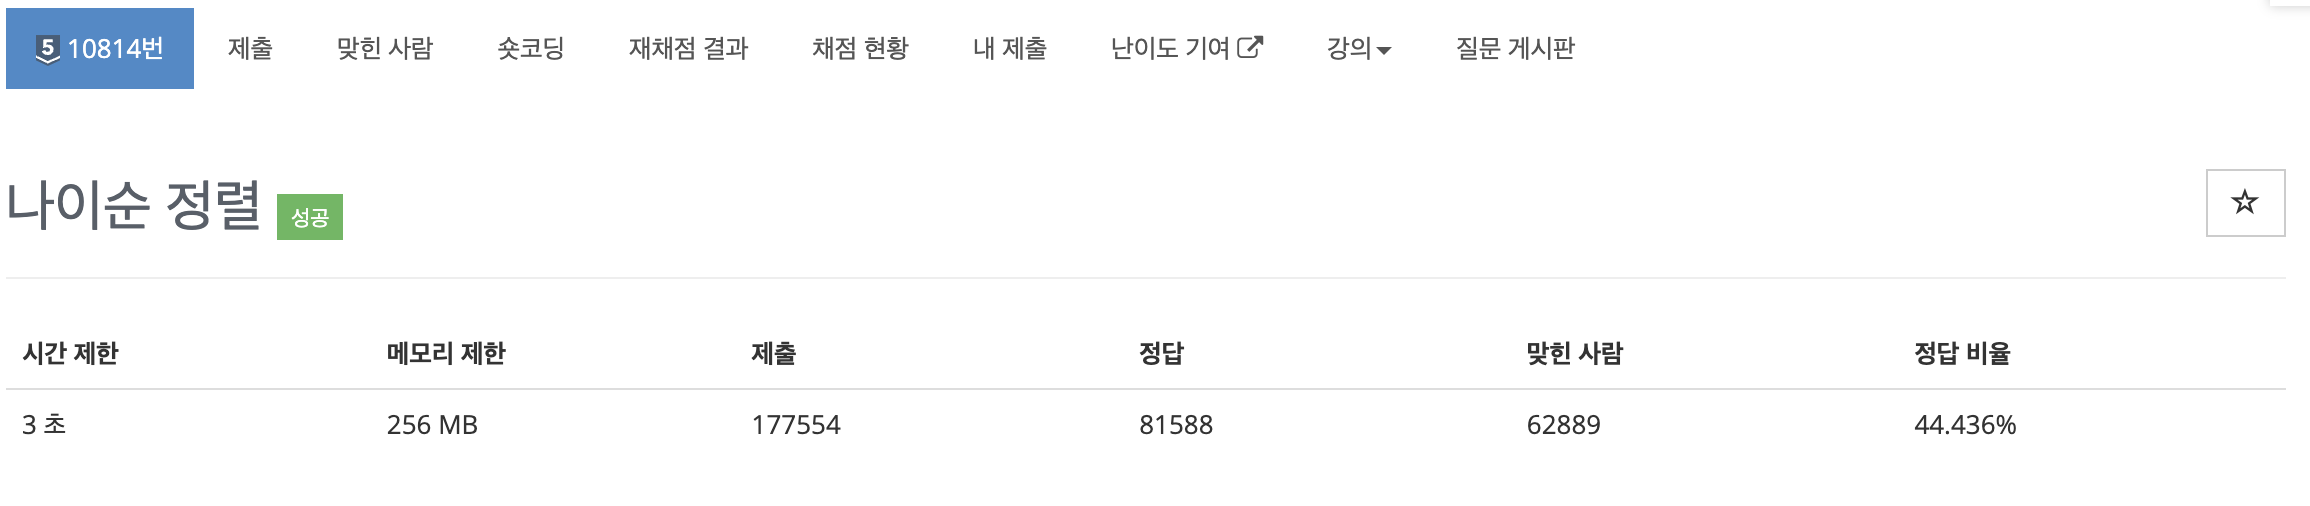 5 10814번 제출 맞힌 사람 숏코딩 재채점 결과 채점 현황 내 제출 난이도 기여 강의 질문 게시판
나이순 정렬 성공
시간 제한 메모리 제한 제출 정답 맞힌 사람 정답 비율
3 초 256 MB 177554 81588 62889 44.436%